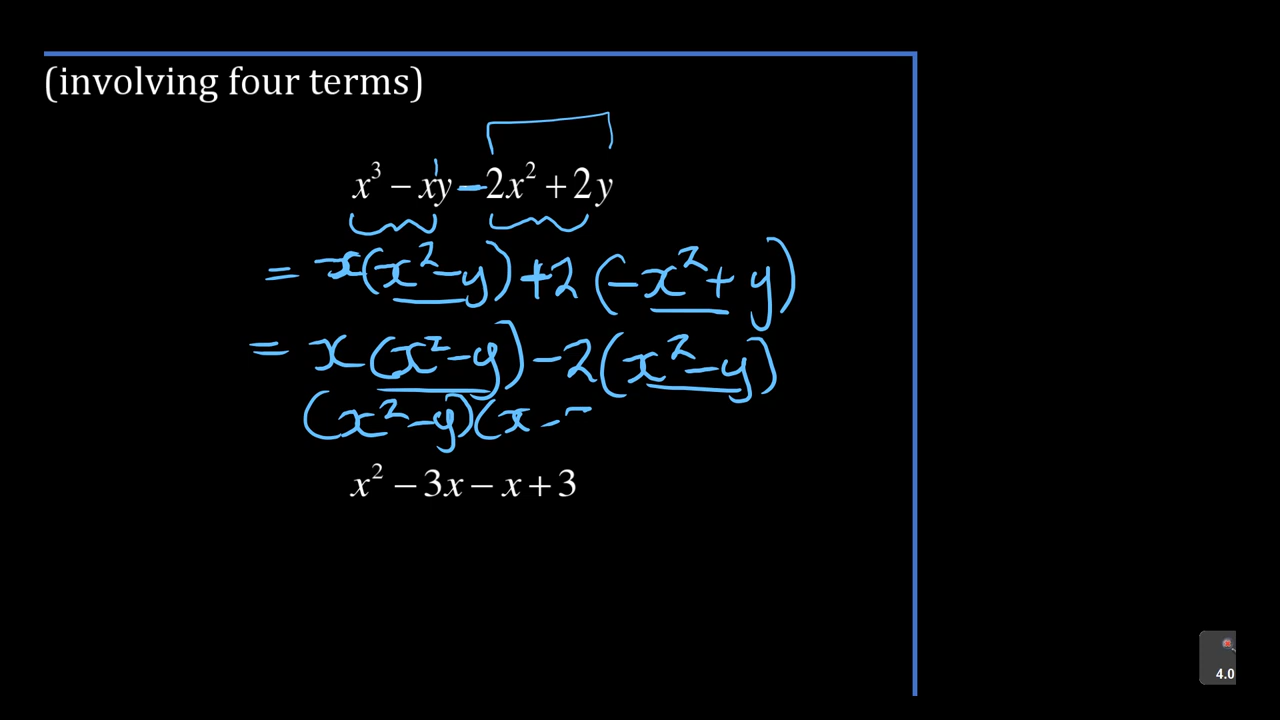 (involving four terms)
x³ − xy − 2x² + 2y
= x(x² − y) + 2(−x² + y)
= x(x² − y) − 2(x² − y)
(x² − y)(x −
x² − 3x − x + 3
4.0